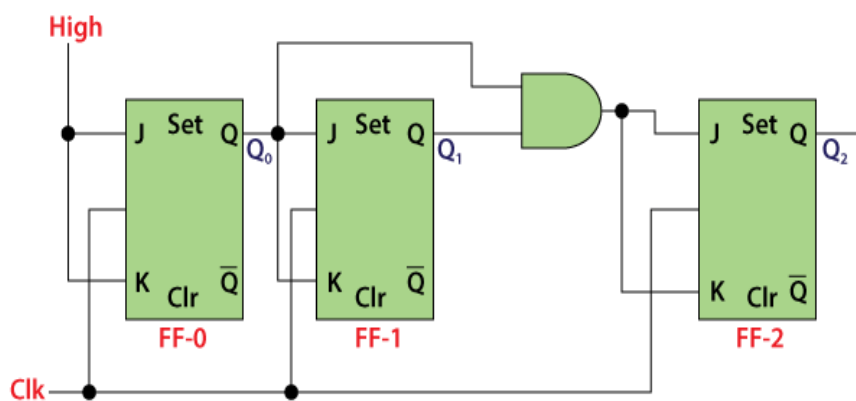 High
J Set Q
Q₀
K Clr Q̅
FF-0
J Set Q
Q₁
K Clr Q̅
FF-1
J Set Q
Q₂
K Clr Q̅
FF-2
Clk